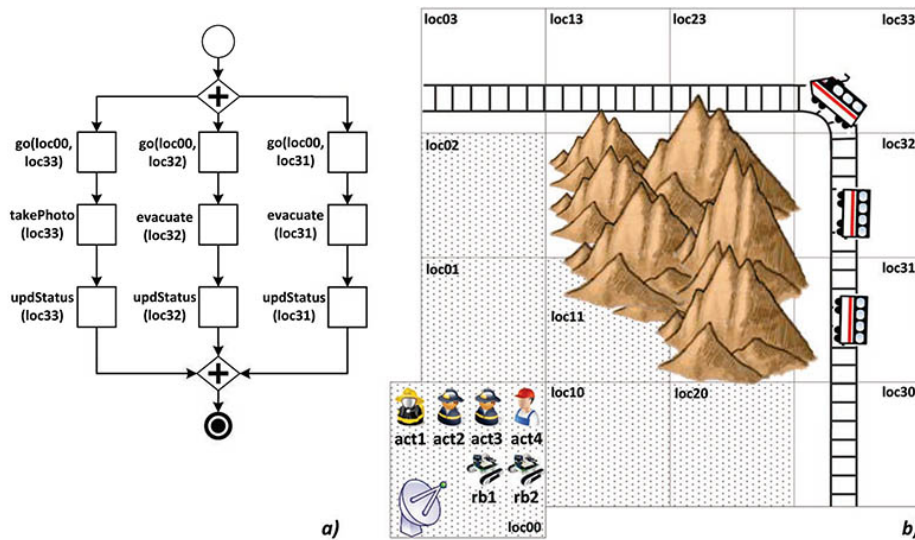 go(loc00,
loc33)
go(loc00,
loc32)
go(loc00,
loc31)
takePhoto
(loc33)
evacuate
(loc32)
evacuate
(loc31)
updStatus
(loc33)
updStatus
(loc32)
updStatus
(loc31)
a)
loc03
loc13
loc23
loc33
loc02
loc32
loc01
loc31
loc11
loc10
loc20
loc30
act1
act2
act3
act4
rb1
rb2
loc00
b)